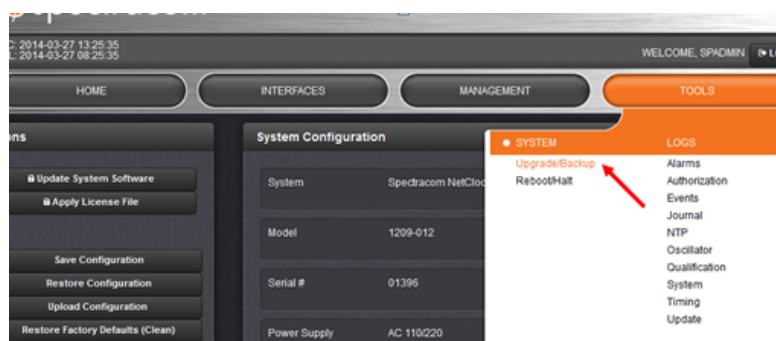 C: 2014-03-27 13:25:35
L: 2014-03-27 08:25:35
WELCOME, SPADMIN
HOME
INTERFACES
MANAGEMENT
TOOLS
System Configuration
SYSTEM
LOGS
Upgrade/Backup
Reboot/Halt
Alarms
Authorization
Events
Journal
NTP
Oscillator
Qualification
System
Timing
Update
Update System Software
Apply License File
Save Configuration
Restore Configuration
Upload Configuration
Restore Factory Defaults (Clean)
System
Spectracom NetCloc
Model
1209-012
Serial #
01396
Power Supply
AC 110/220